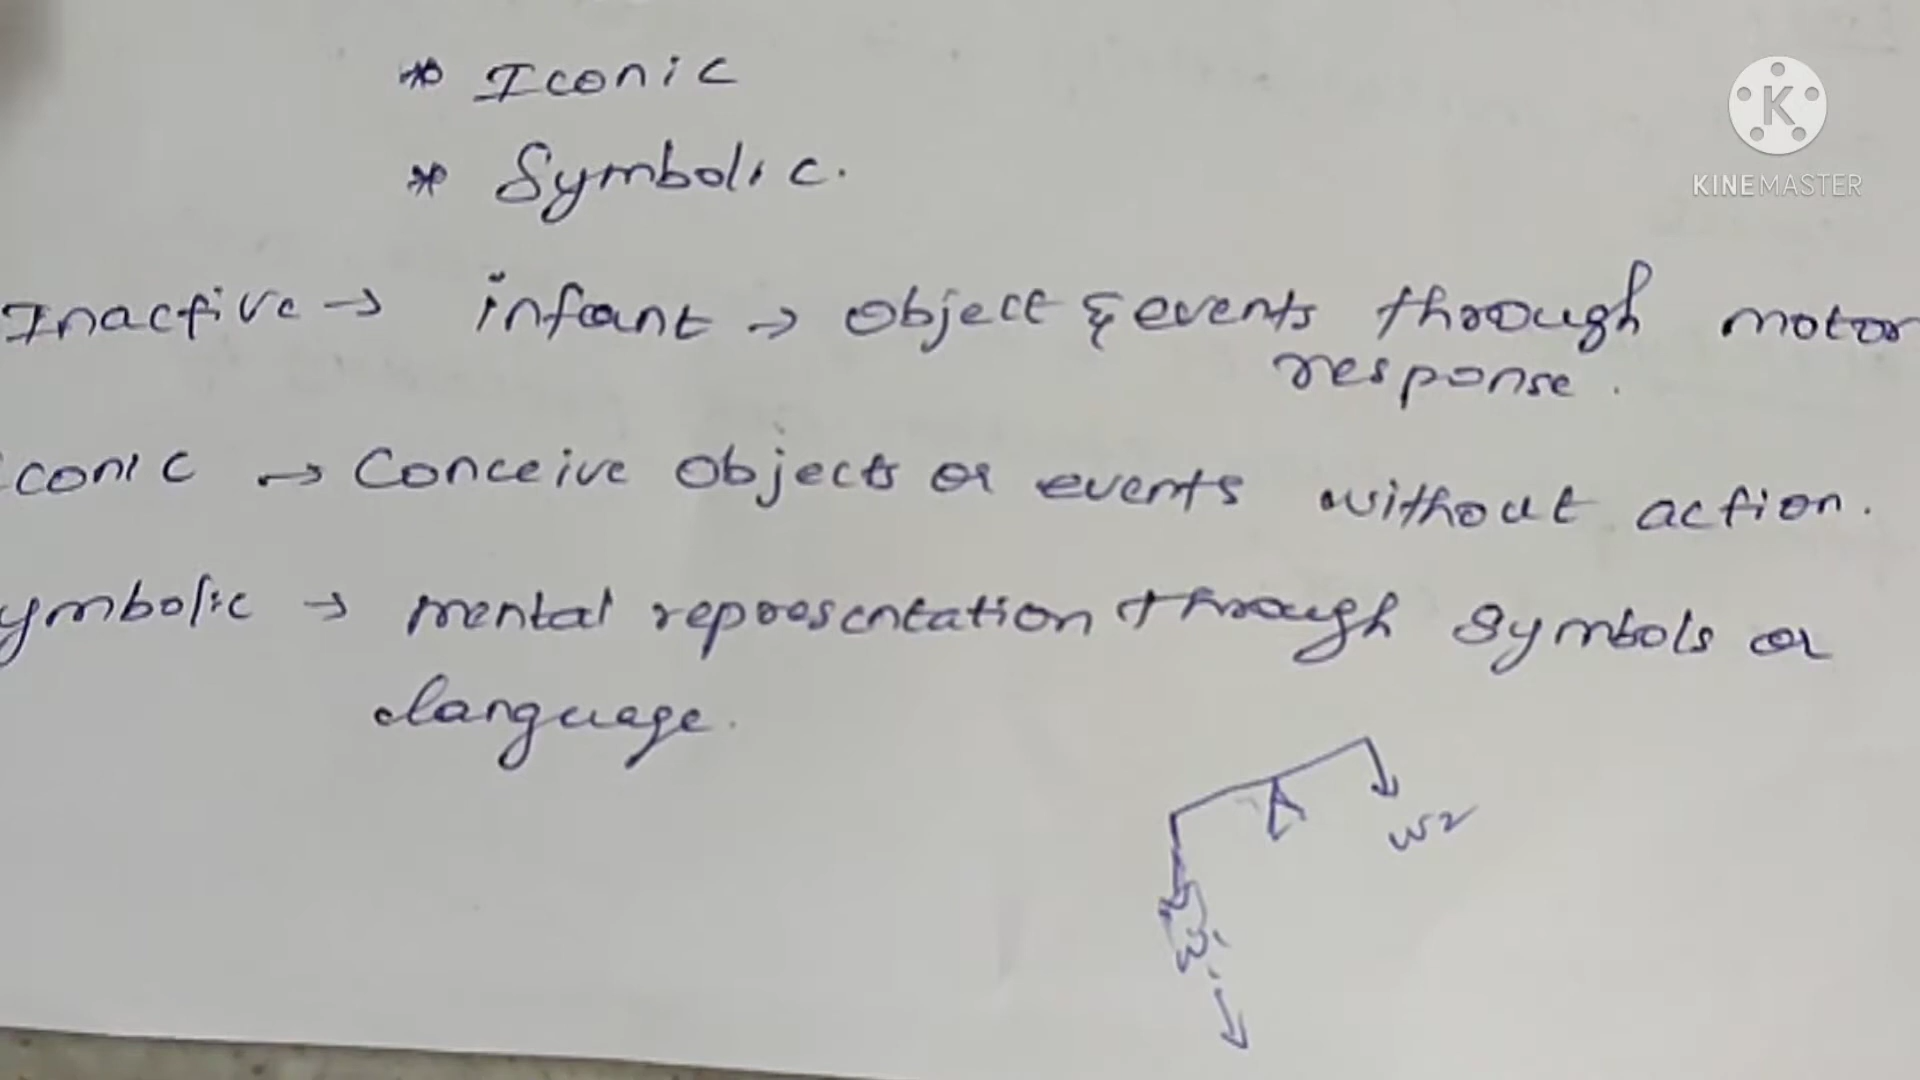 * Iconic
* Symbolic.
Inactive → infant → Object & events through motor
response.
conic → Conceive objects or events without action.
ymbolic → mental representation through symbols or
language.
W2
W1
K
KINEMASTER